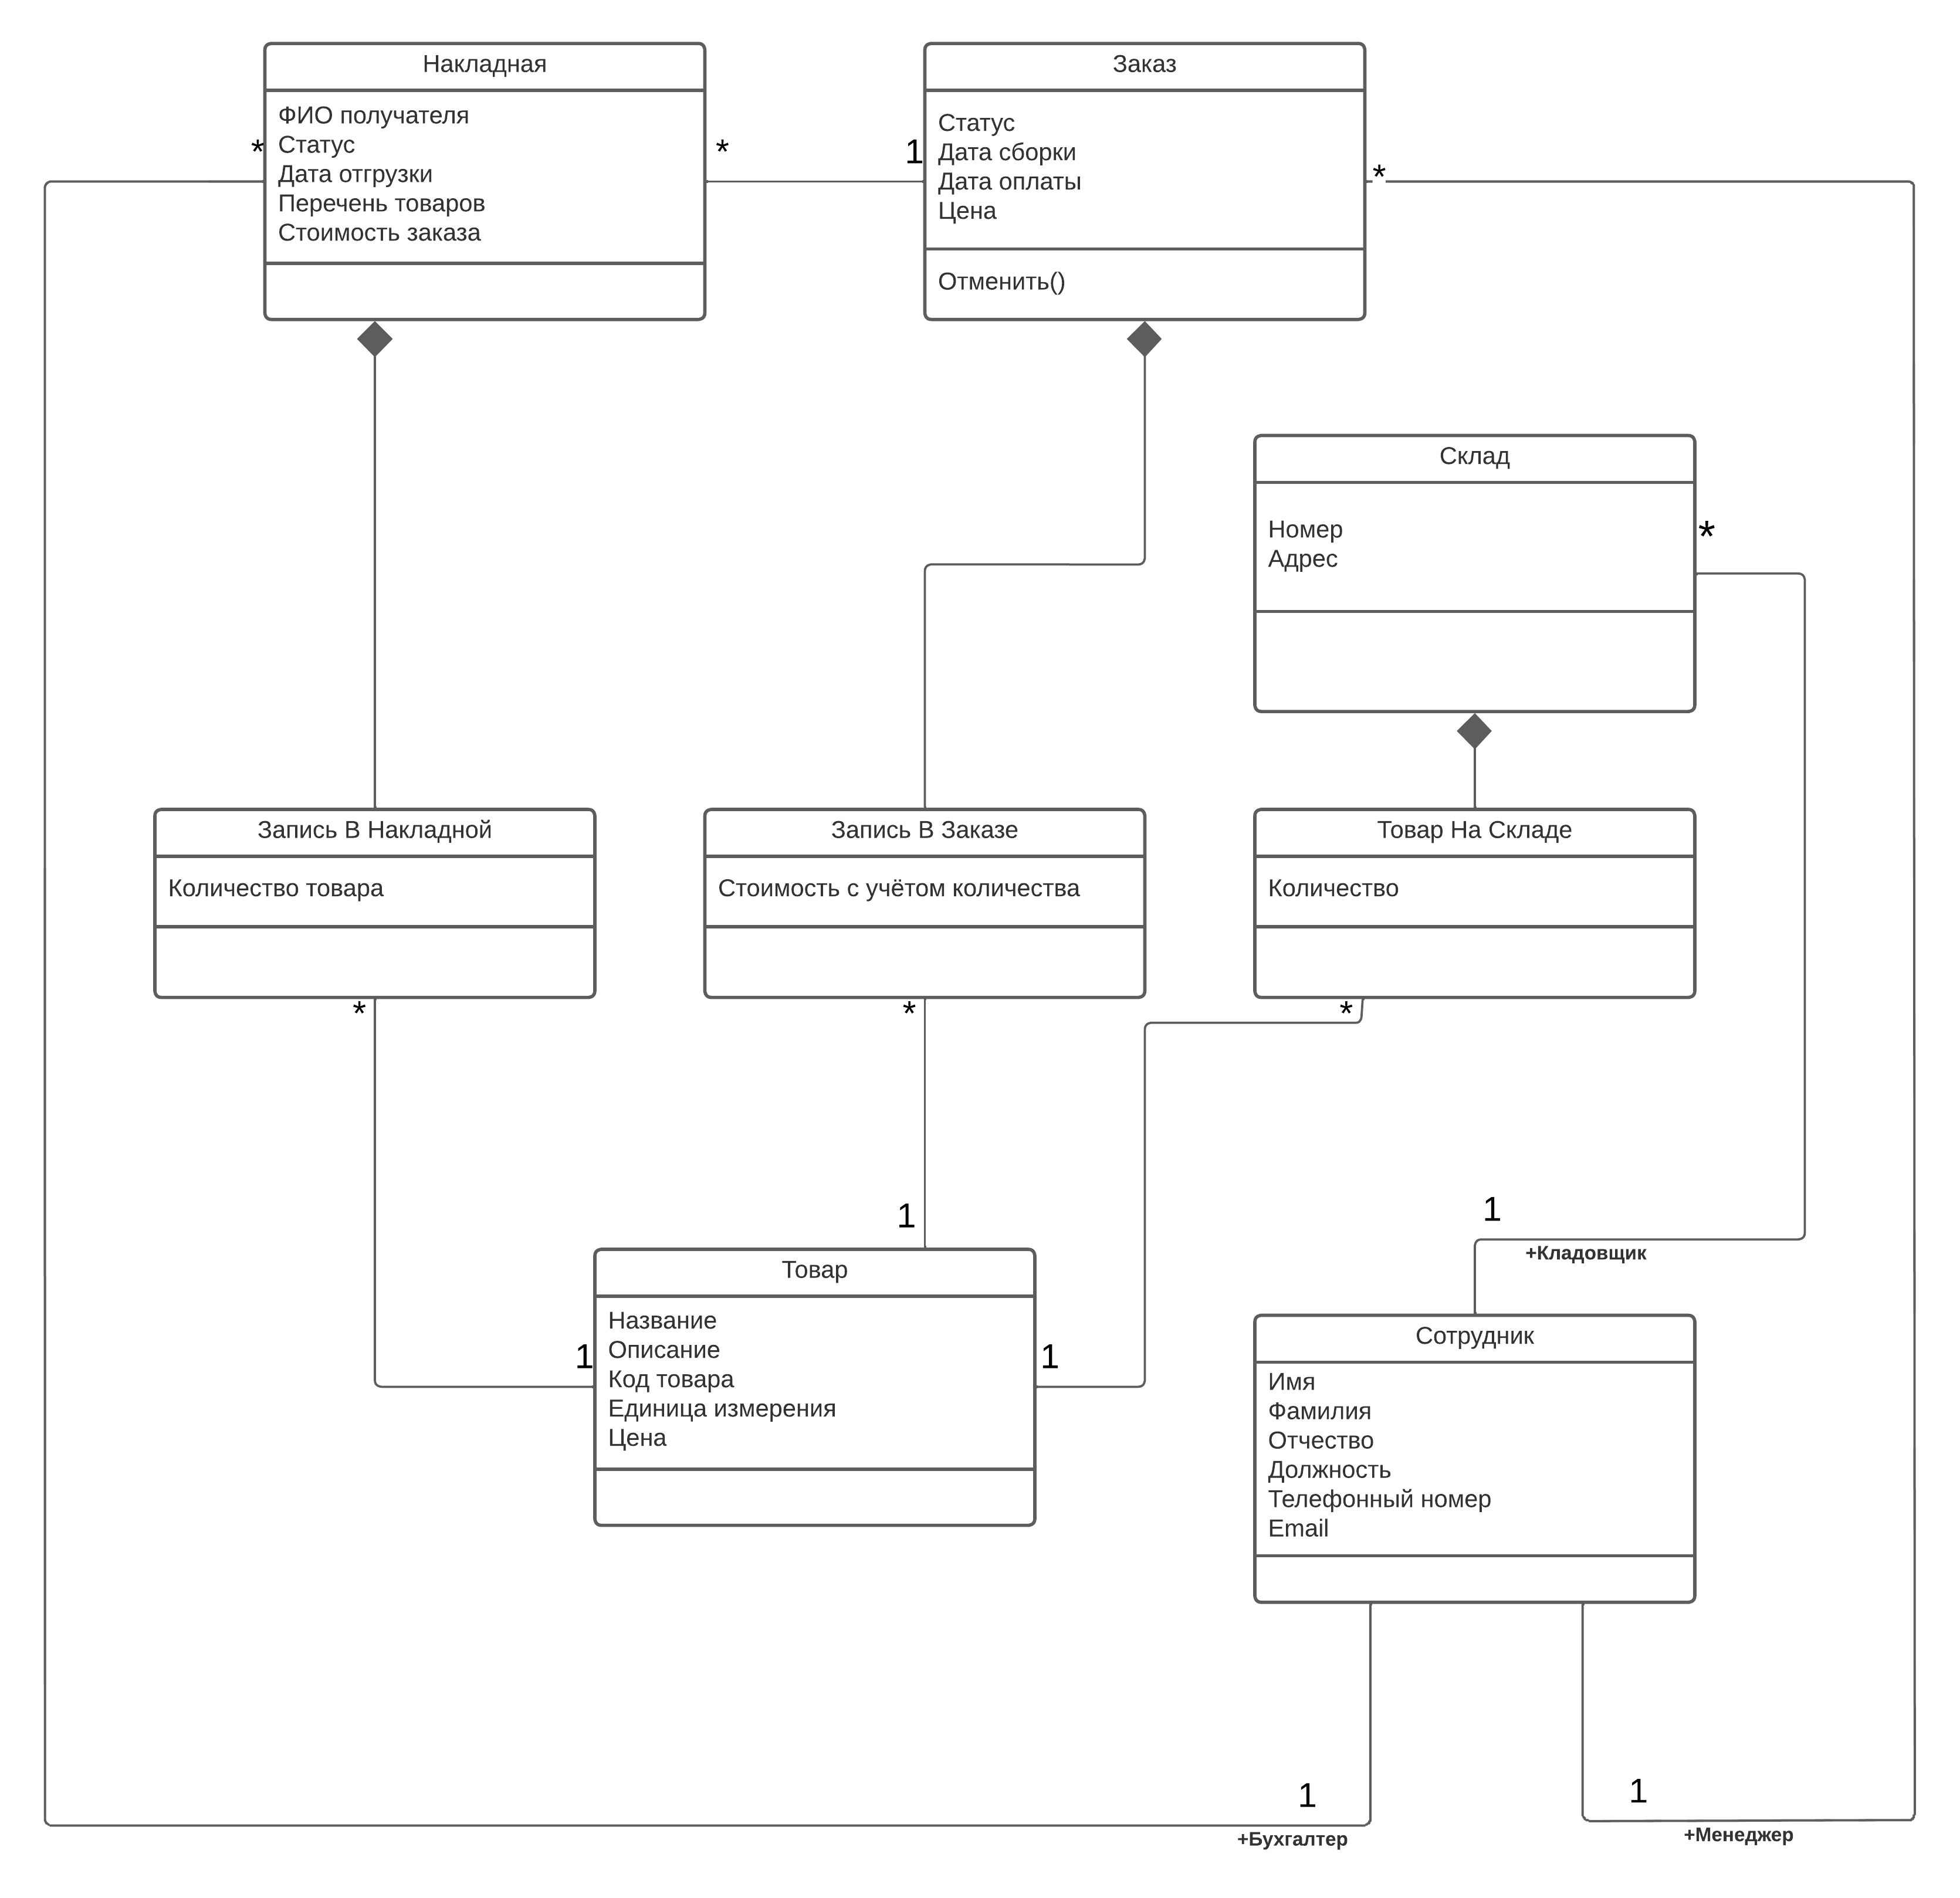 Накладная
ФИО получателя
Статус
Дата отгрузки
Перечень товаров
Стоимость заказа
*
*
1
Заказ
Статус
Дата сборки
Дата оплаты
Цена
Отменить()
*
Склад
Номер
Адрес
*
Запись В Накладной
Количество товара
*
Запись В Заказе
Стоимость с учётом количества
*
Товар На Складе
Количество
*
1
1
1
Товар
Название
Описание
Код товара
Единица измерения
Цена
1
+Кладовщик
Сотрудник
Имя
Фамилия
Отчество
Должность
Телефонный номер
Email
1
+Бухгалтер
1
+Менеджер